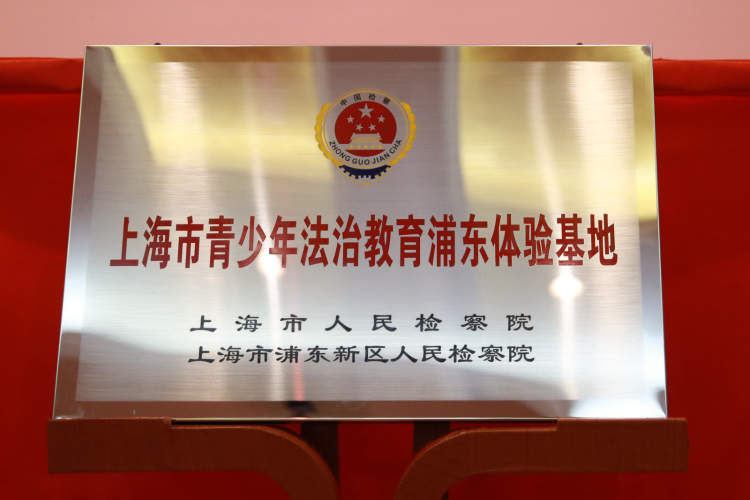 中国检察
ZHONG GUO JIAN CHA
上海市青少年法治教育浦东体验基地
上海市人民检察院
上海市浦东新区人民检察院